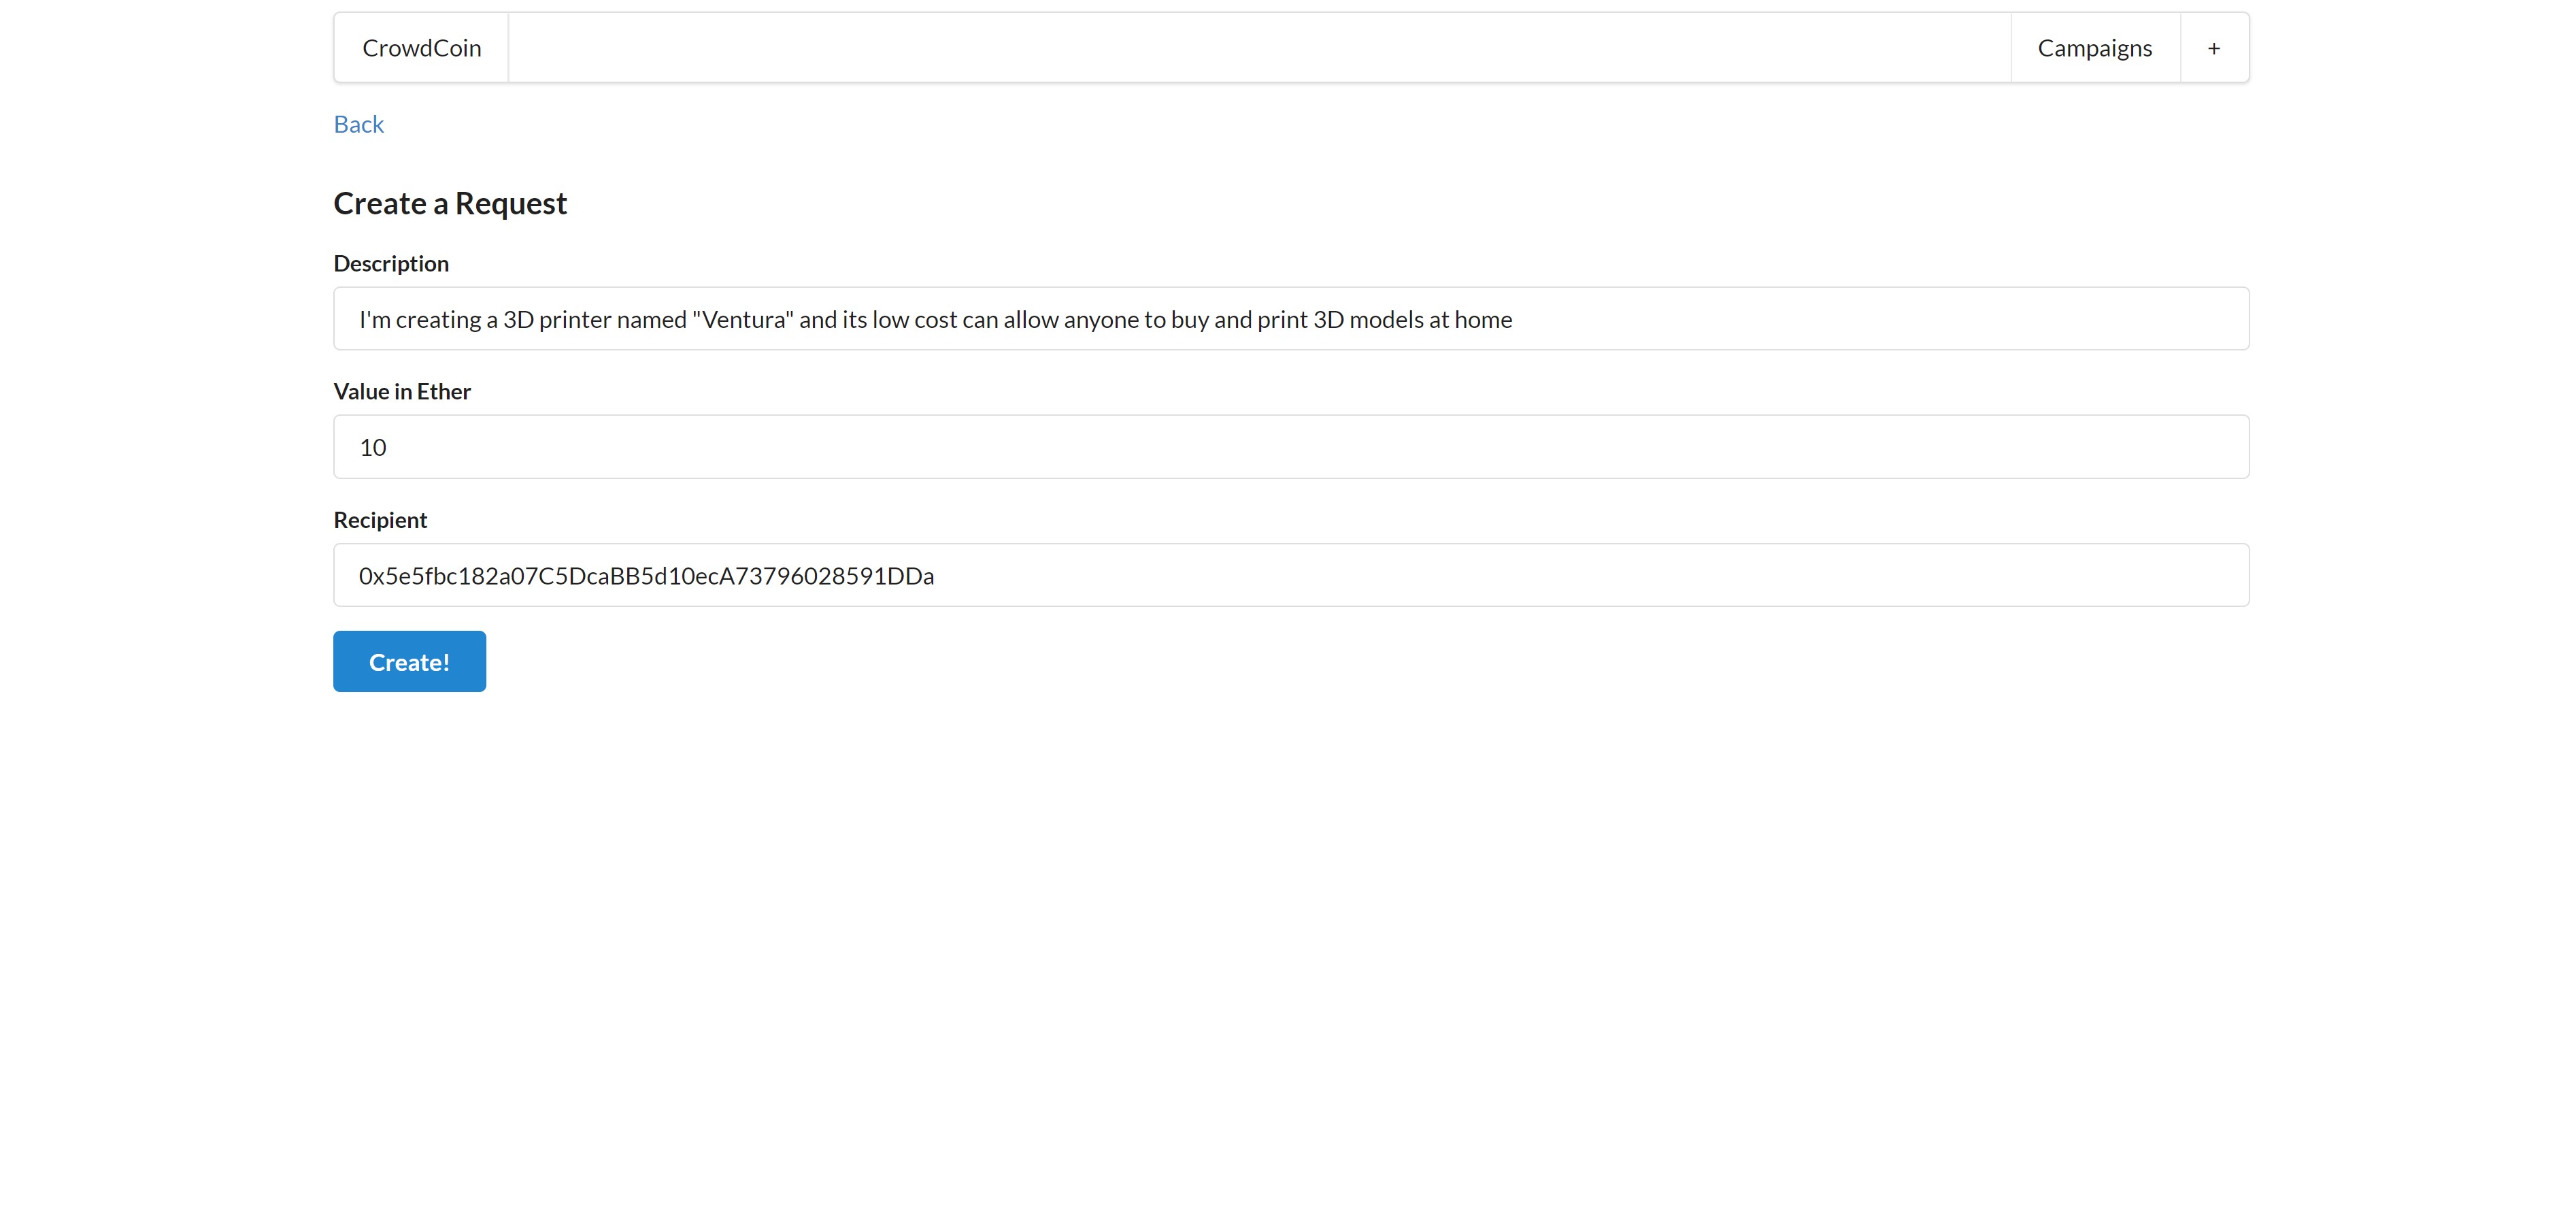 CrowdCoin
Campaigns
+
Back
Create a Request
Description
I'm creating a 3D printer named "Ventura" and its low cost can allow anyone to buy and print 3D models at home
Value in Ether
10
Recipient
0x5e5fbc182a07C5DcaBB5d10ecA73796028591DDa
Create!